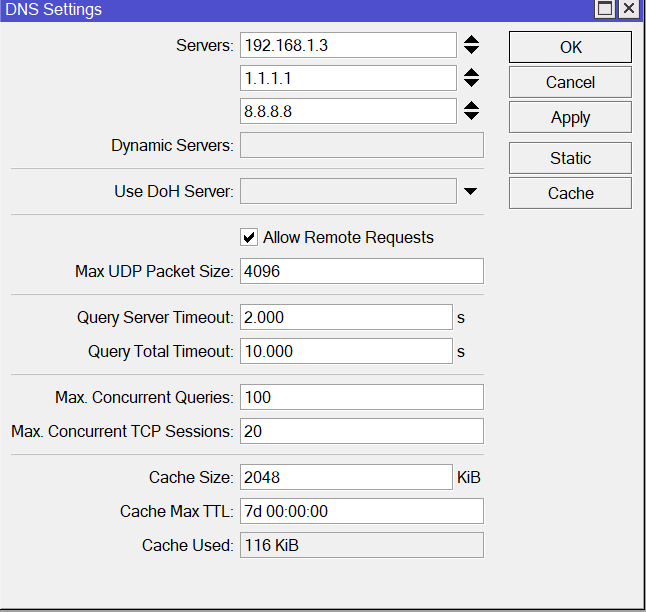 DNS Settings
Servers: 192.168.1.3
1.1.1.1
8.8.8.8
Dynamic Servers:
Use DoH Server:
Allow Remote Requests
Max UDP Packet Size: 4096
Query Server Timeout: 2.000 s
Query Total Timeout: 10.000 s
Max. Concurrent Queries: 100
Max. Concurrent TCP Sessions: 20
Cache Size: 2048 KiB
Cache Max TTL: 7d 00:00:00
Cache Used: 116 KiB
OK
Cancel
Apply
Static
Cache